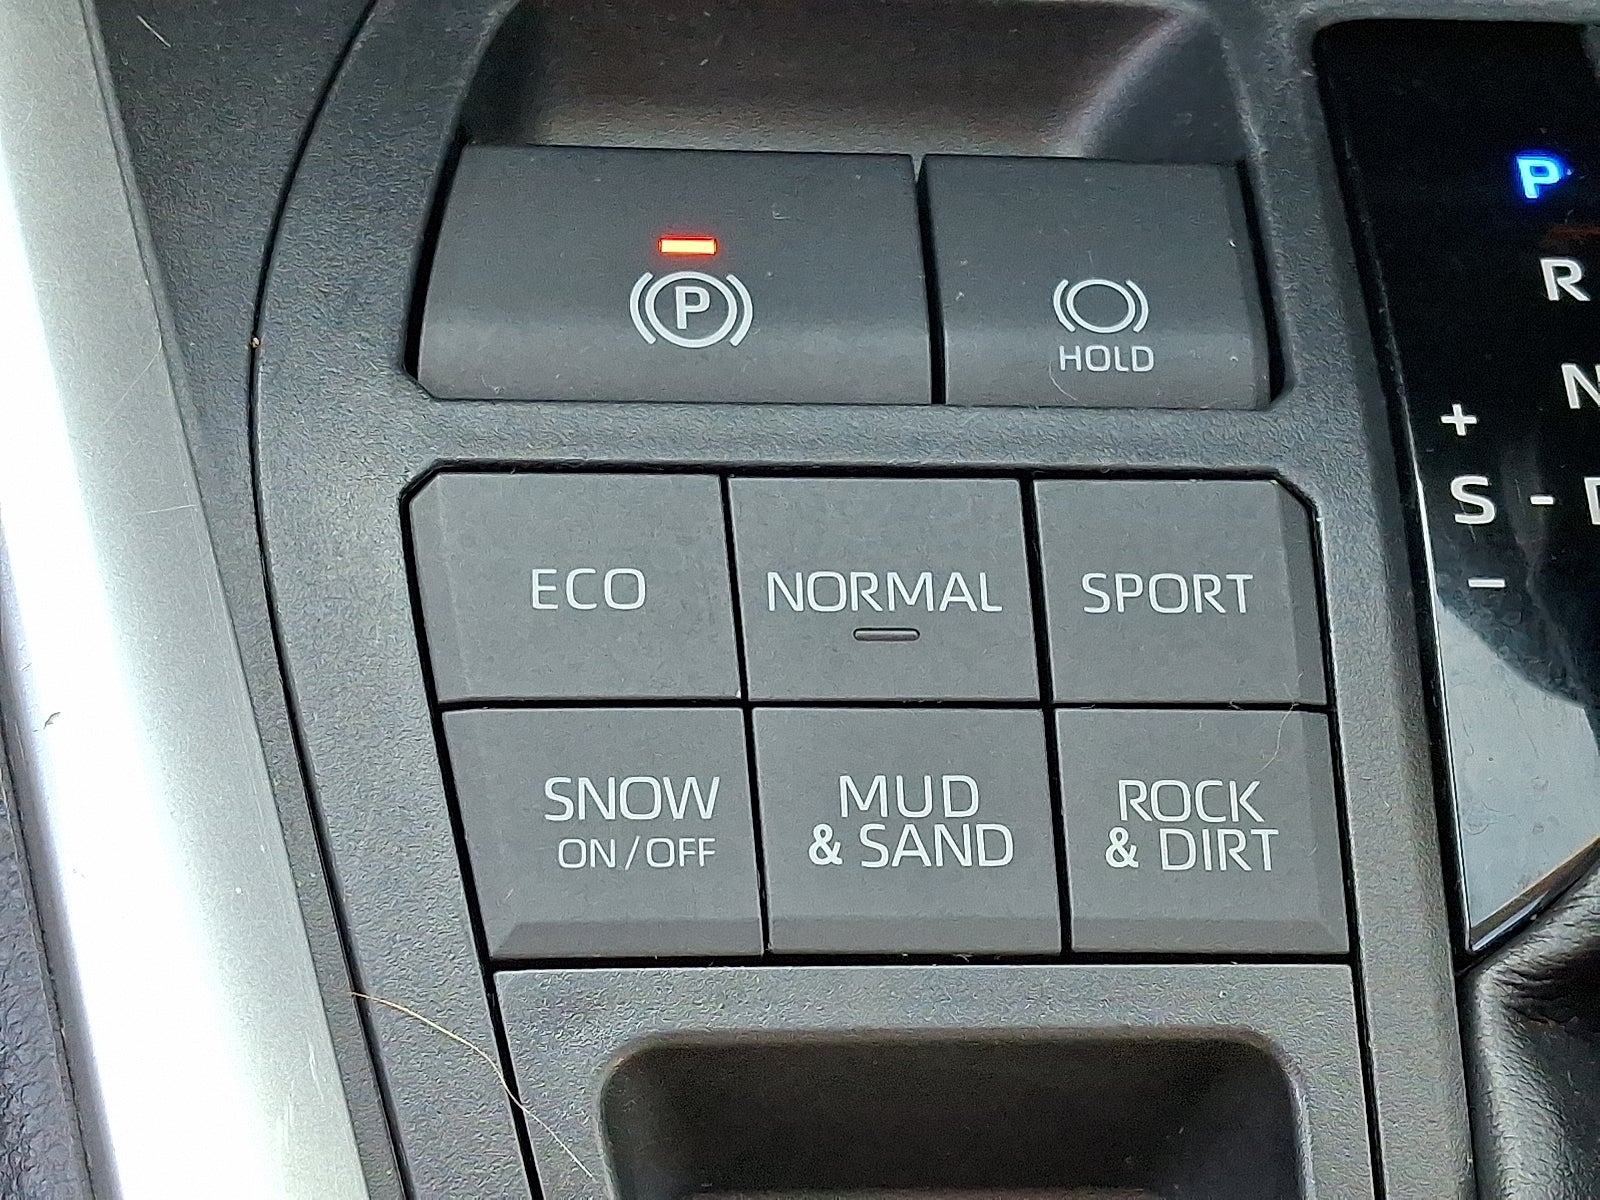 P
P
R
HOLD
N
+
S -
-
ECO
NORMAL
SPORT
SNOW
ON/OFF
MUD
& SAND
ROCK
& DIRT